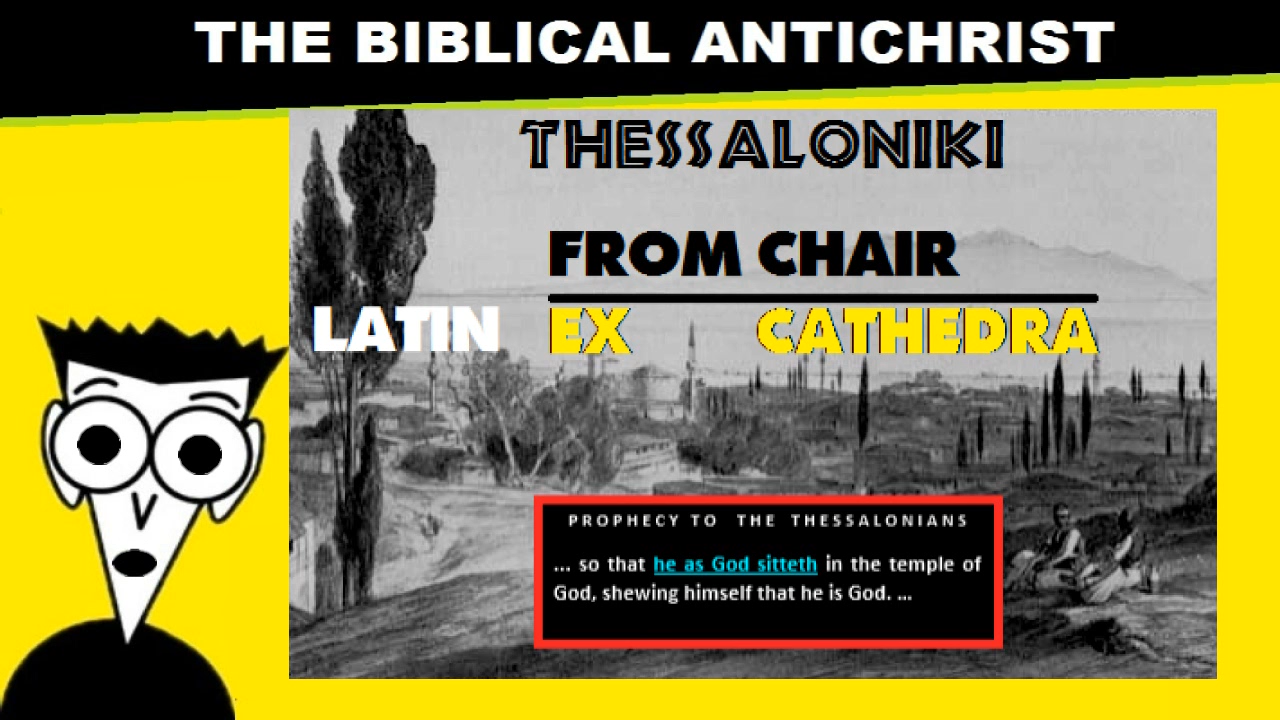 THE BIBLICAL ANTICHRIST
THESSALONIKI
FROM CHAIR
LATIN EX CATHEDRA
PROPHECY TO THE THESSALONIANS
... so that he as God sitteth in the temple of
God, shewing himself that he is God. ...